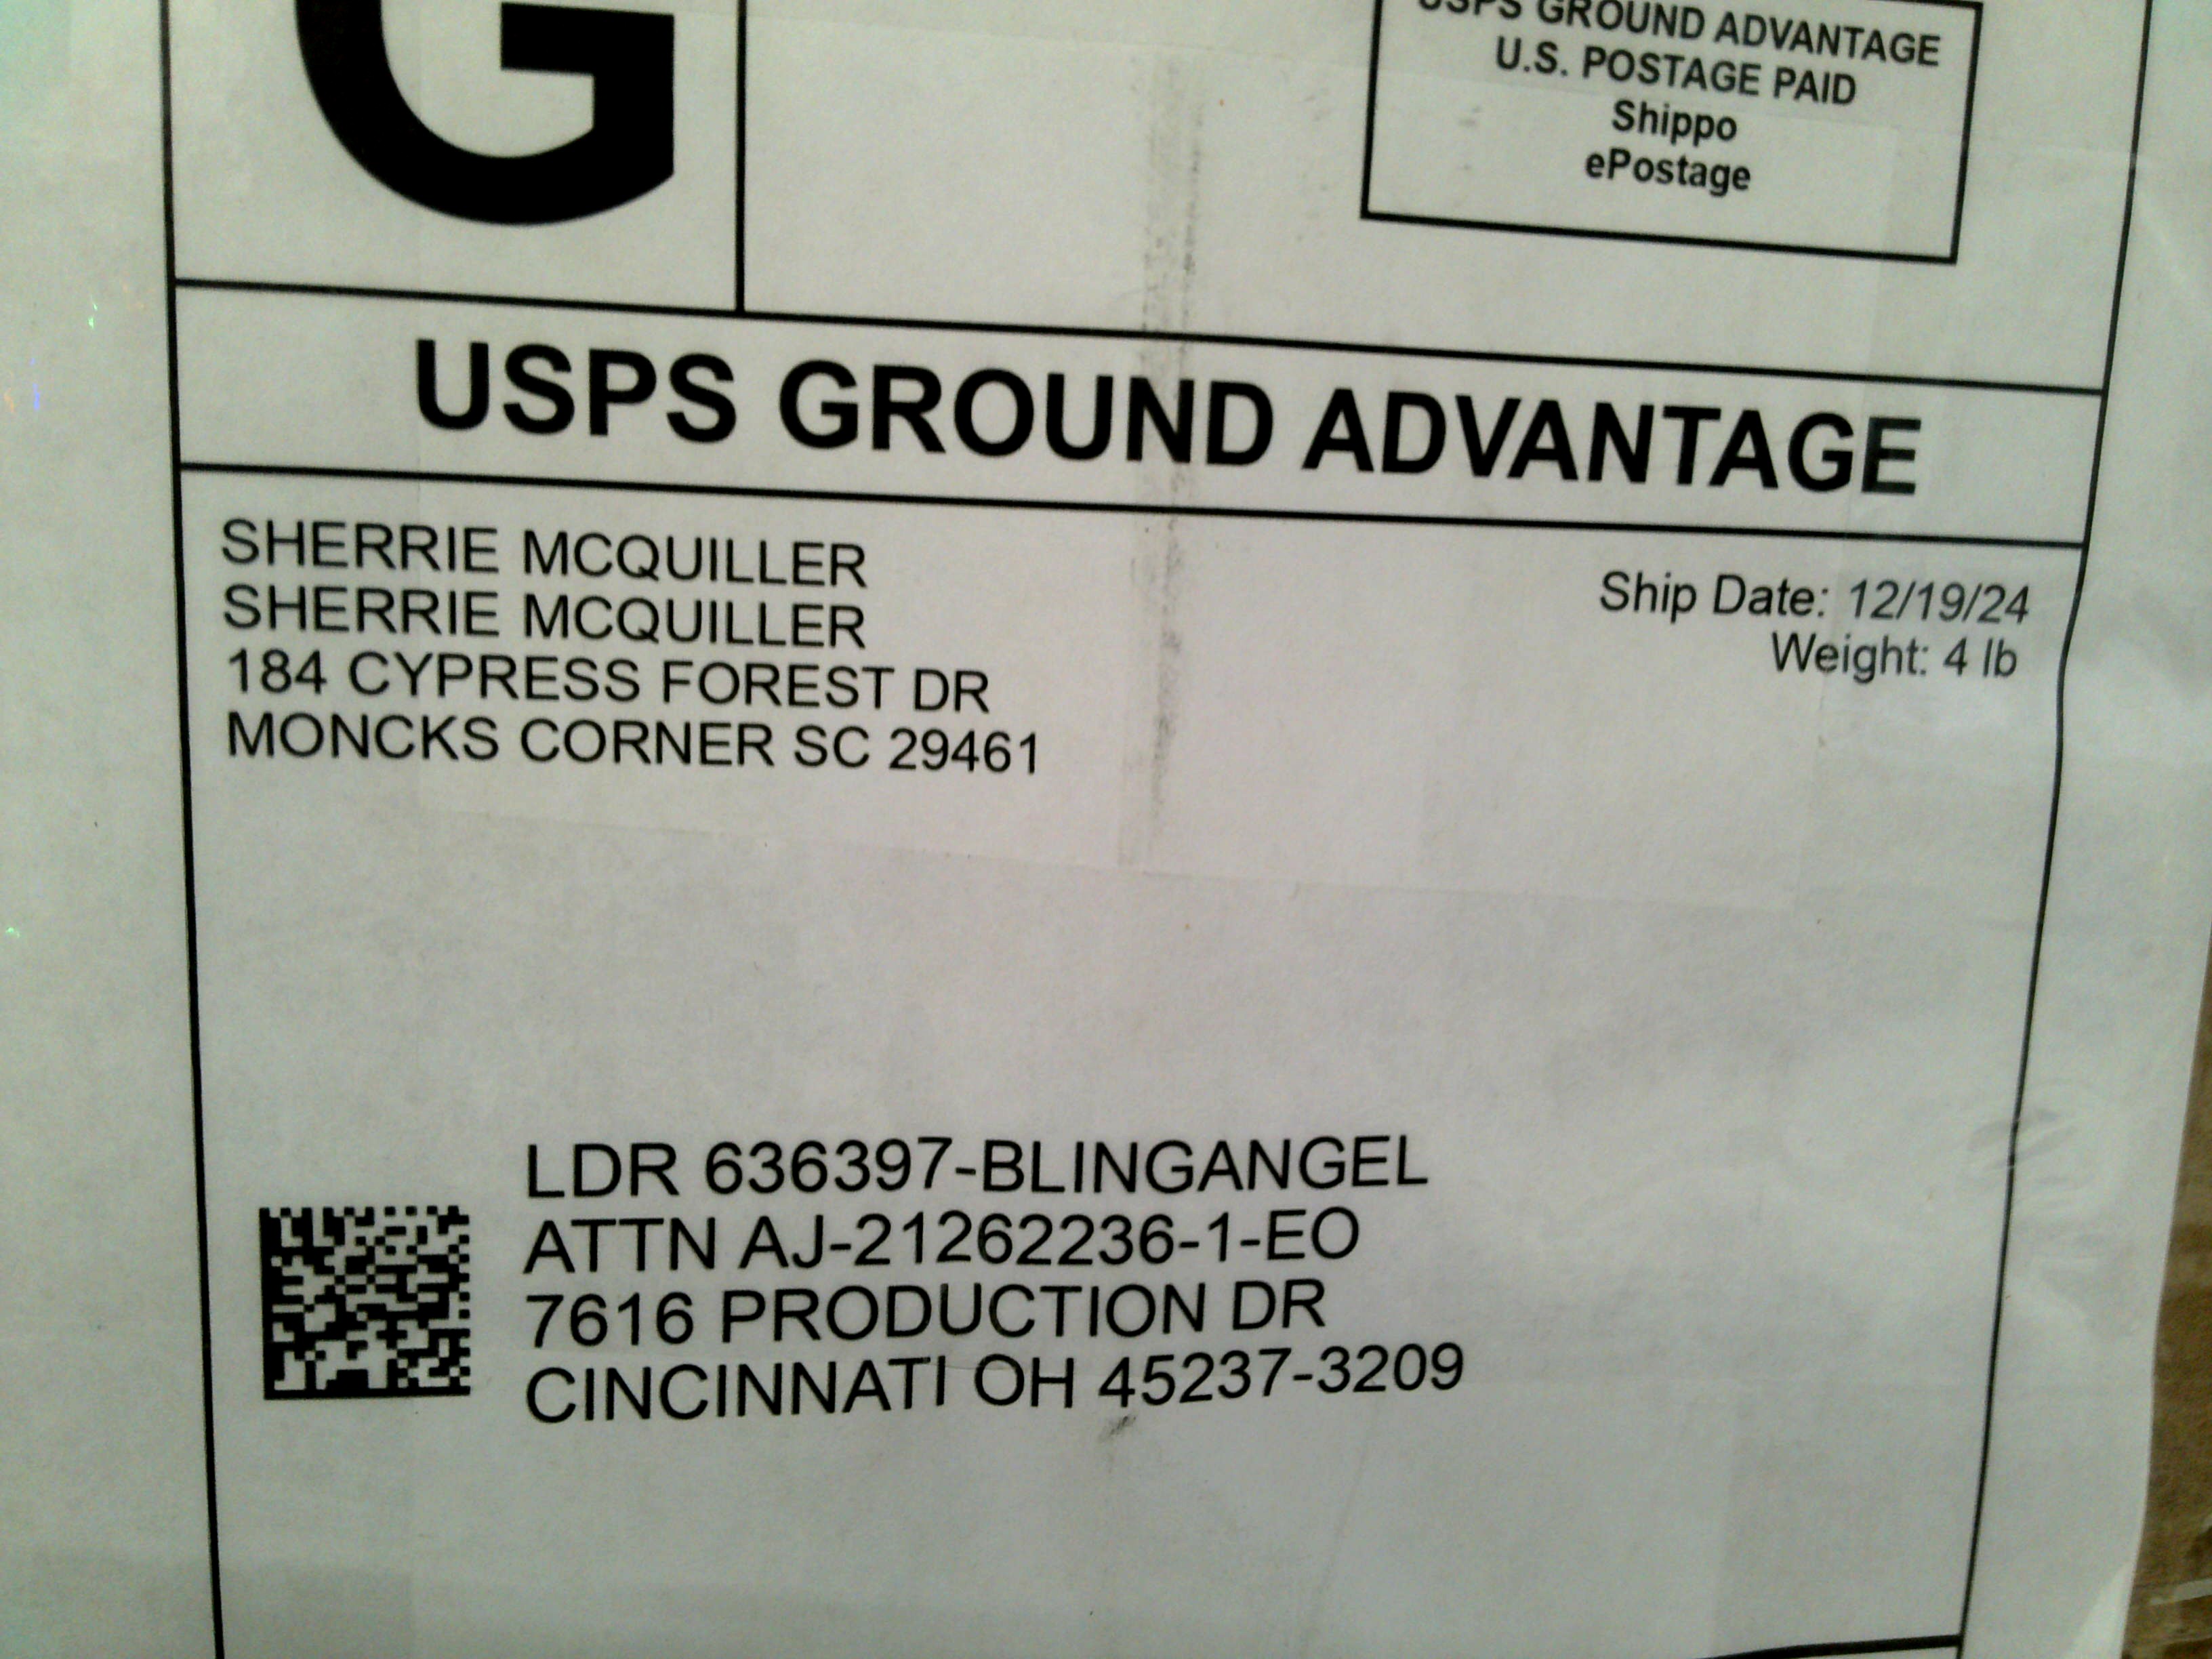 G
USPS GROUND ADVANTAGE
U.S. POSTAGE PAID
Shippo
ePostage
USPS GROUND ADVANTAGE
SHERRIE MCQUILLER
SHERRIE MCQUILLER
184 CYPRESS FOREST DR
MONCKS CORNER SC 29461
Ship Date: 12/19/24
Weight: 4 lb
LDR 636397-BLINGANGEL
ATTN AJ-21262236-1-EO
7616 PRODUCTION DR
CINCINNATI OH 45237-3209